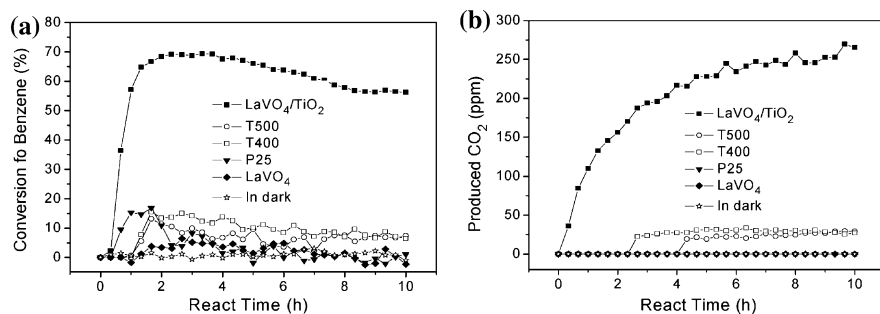 (a)
Conversion fo Benzene (%)
80
70
60
50
40
30
20
10
0
LaVO4/TiO2
T500
T400
P25
LaVO4
In dark
0 2 4 6 8 10
React Time (h)
(b)
Produced CO2 (ppm)
300
250
200
150
100
50
0
LaVO4/TiO2
T500
T400
P25
LaVO4
In dark
0 2 4 6 8 10
React Time (h)